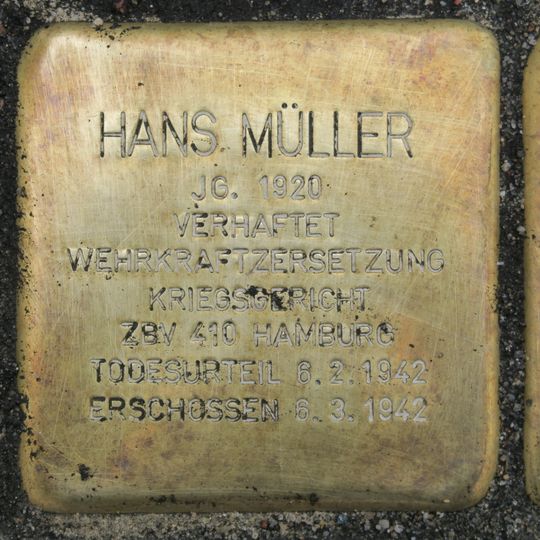 HANS MÜLLER
JG. 1920
VERHAFTET
WEHRKRAFTZERSETZUNG
KRIEGSGERICHT
ZBV 410 HAMBURG
TODESURTEIL 6.2.1942
ERSCHOSSEN 6.3.1942